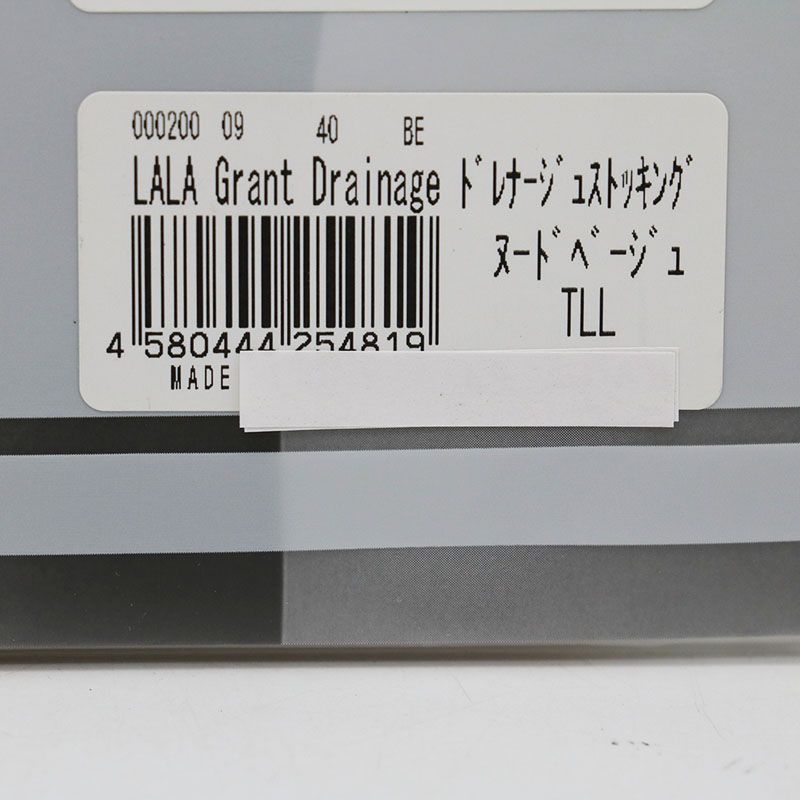 000200 09 40 BE
LALA Grant Drainage ﾄﾞﾚﾅｰｼﾞｭｽﾄｯｷﾝｸﾞ
ﾇｰﾄﾞﾍﾞｰｼﾞｭ
TLL
4 580444 254819
MADE